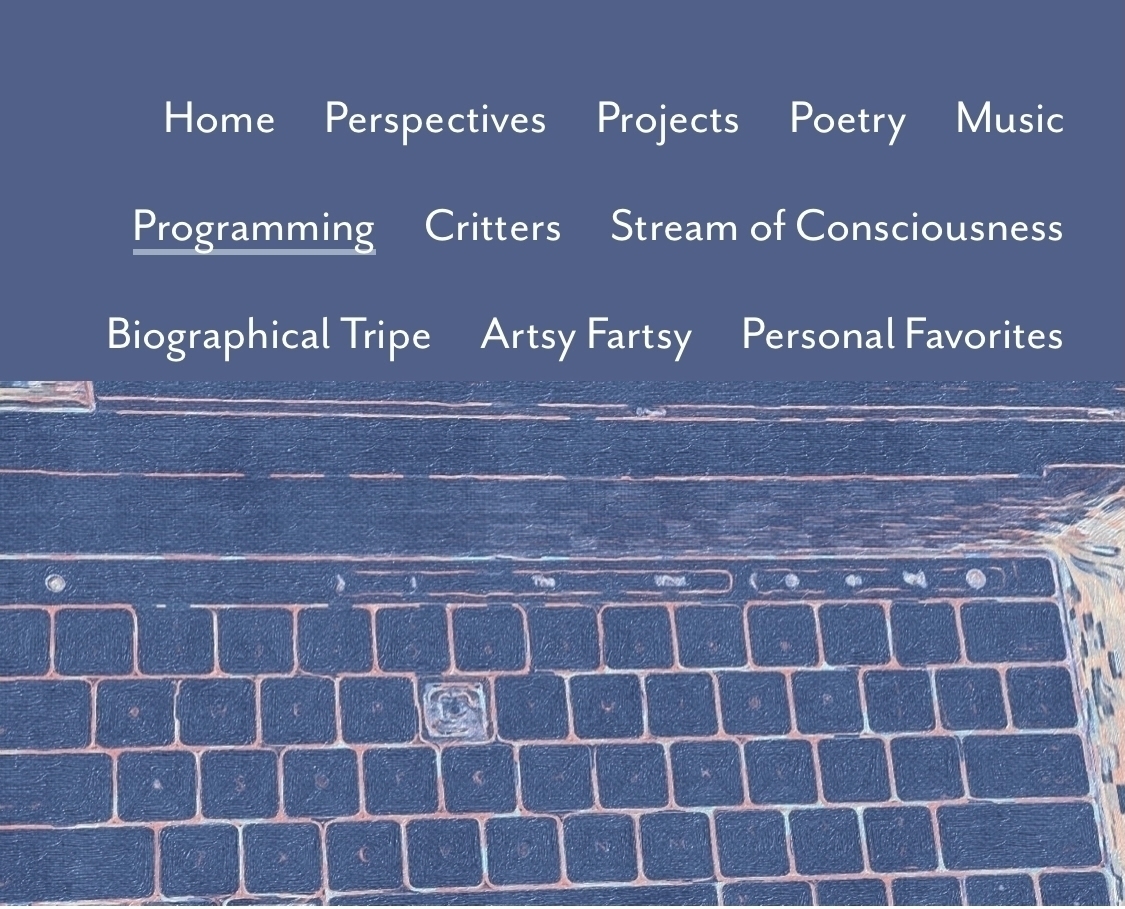 Home Perspectives Projects Poetry Music
Programming Critters Stream of Consciousness
Biographical Tripe Artsy Fartsy Personal Favorites